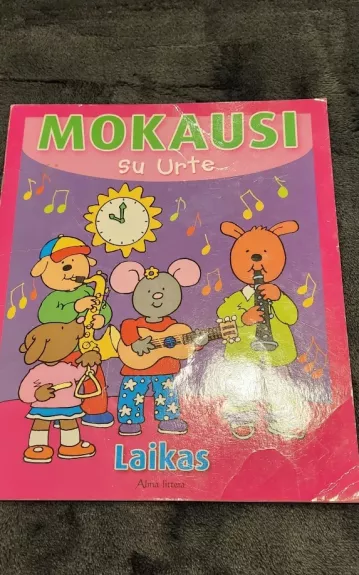 MOKAUSI
su Urte
Laikas
Alma littera